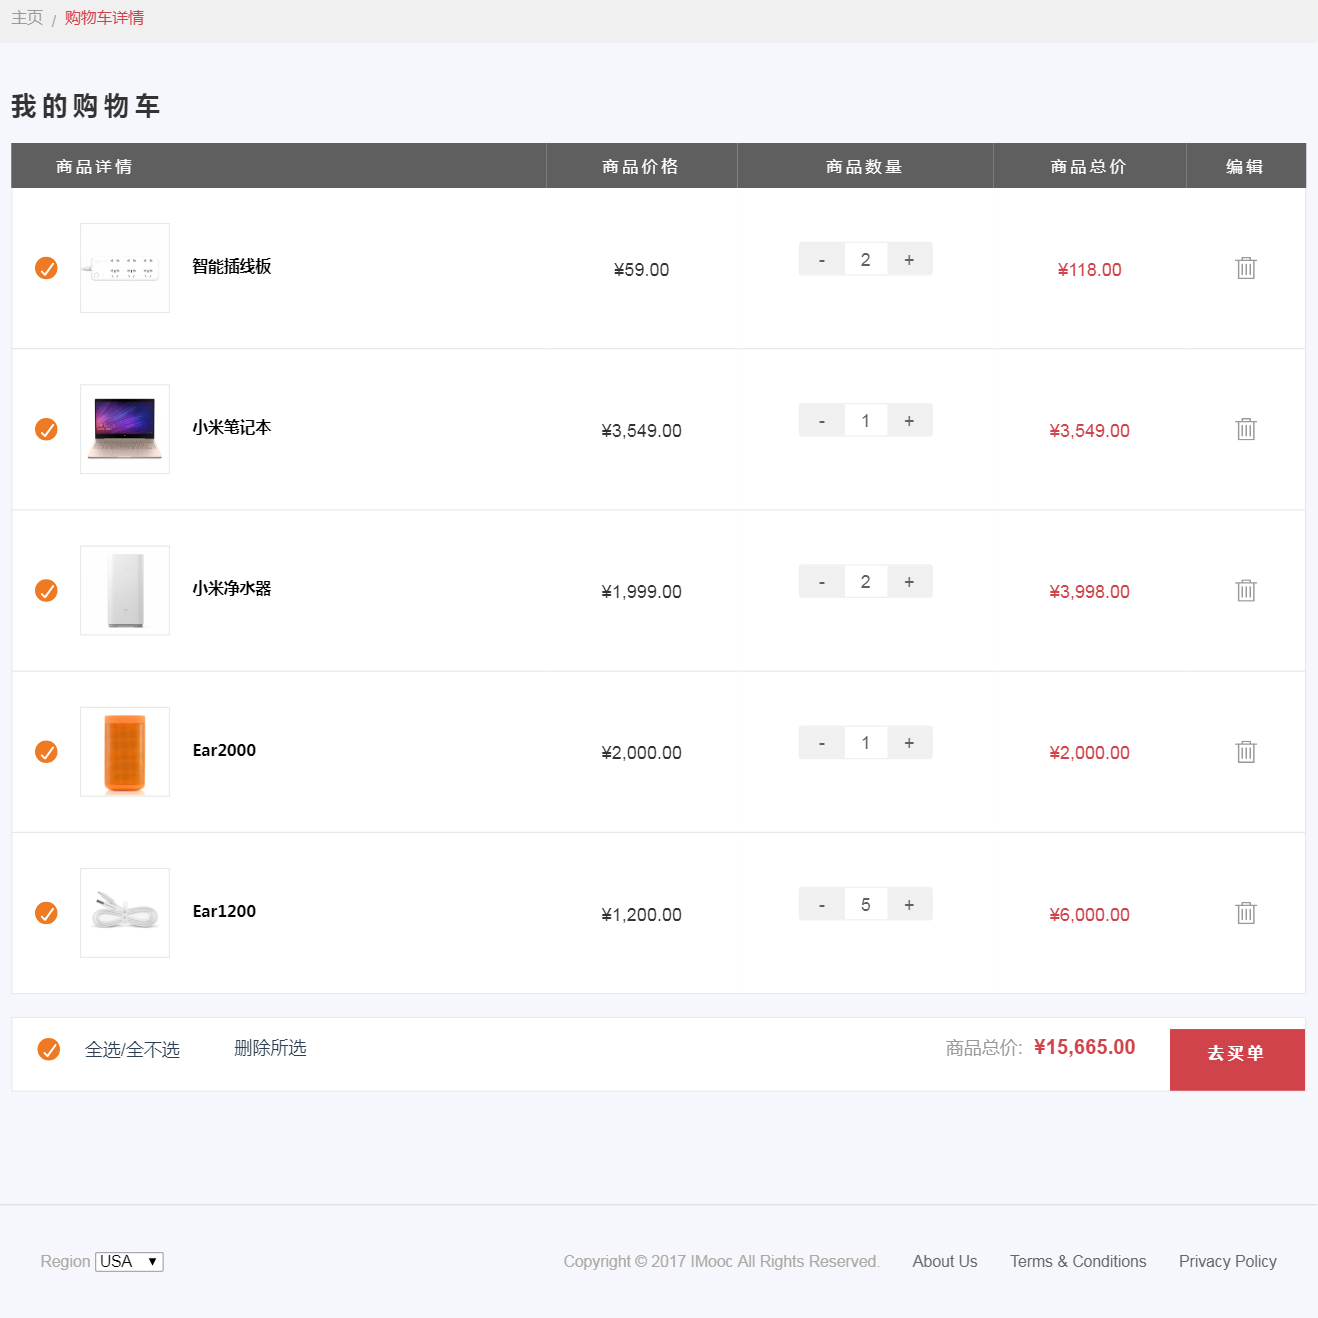 主页 / 购物车详情
我的购物车
商品详情 商品价格 商品数量 商品总价 编辑
智能插线板 ¥59.00 - 2 + ¥118.00
小米笔记本 ¥3,549.00 - 1 + ¥3,549.00
小米净水器 ¥1,999.00 - 2 + ¥3,998.00
Ear2000 ¥2,000.00 - 1 + ¥2,000.00
Ear1200 ¥1,200.00 - 5 + ¥6,000.00
全选/全不选 删除所选 商品总价: ¥15,665.00 去买单
Region USA Copyright © 2017 IMooc All Rights Reserved. About Us Terms & Conditions Privacy Policy